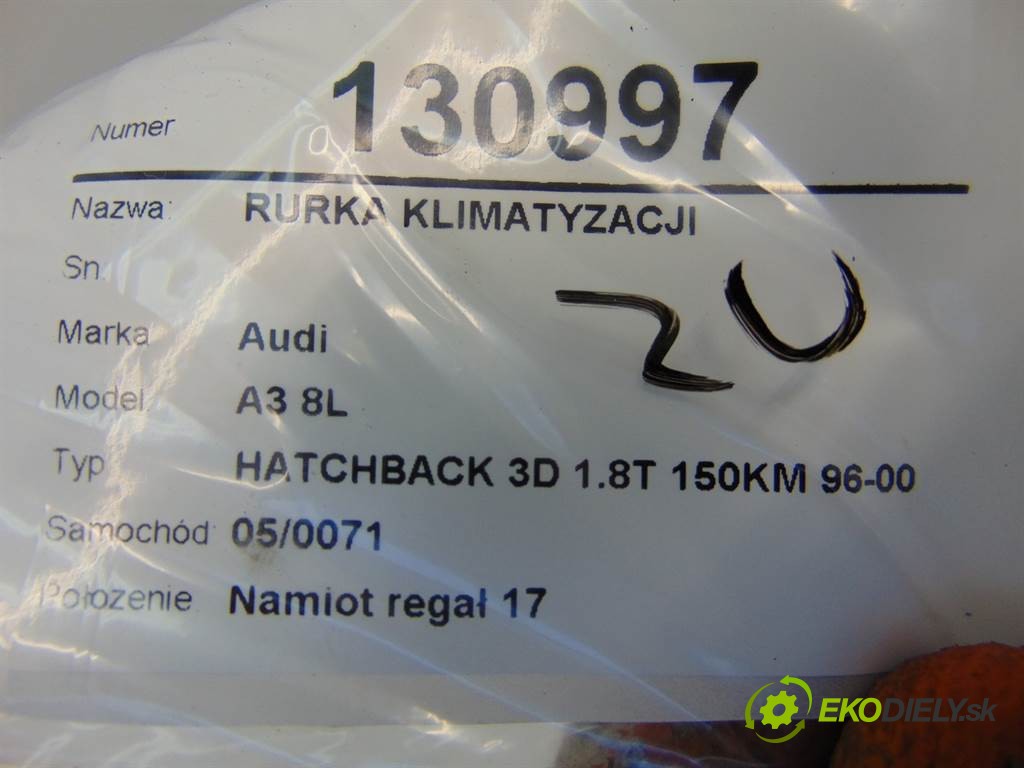 Numer 130997
Nazwa: RURKA KLIMATYZACJI
Sn:
ZU
Marka: Audi
Model: A3 8L
Typ HATCHBACK 3D 1.8T 150KM 96-00
Samochód: 05/0071
Położenie: Namiot regał 17
EKODIELY.sk